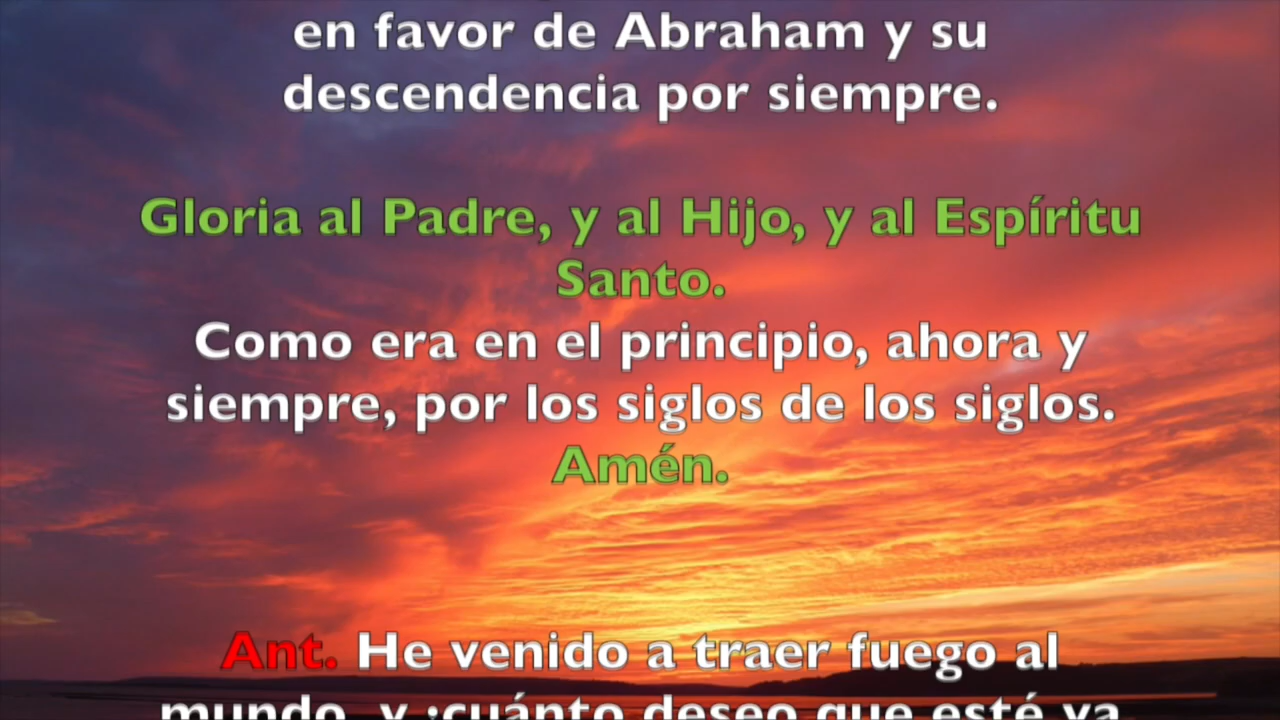 en favor de Abraham y su
descendencia por siempre.
Gloria al Padre, y al Hijo, y al Espíritu
Santo.
Como era en el principio, ahora y
siempre, por los siglos de los siglos.
Amén.
Ant. He venido a traer fuego al
mundo, y ¡cuánto deseo que esté ya